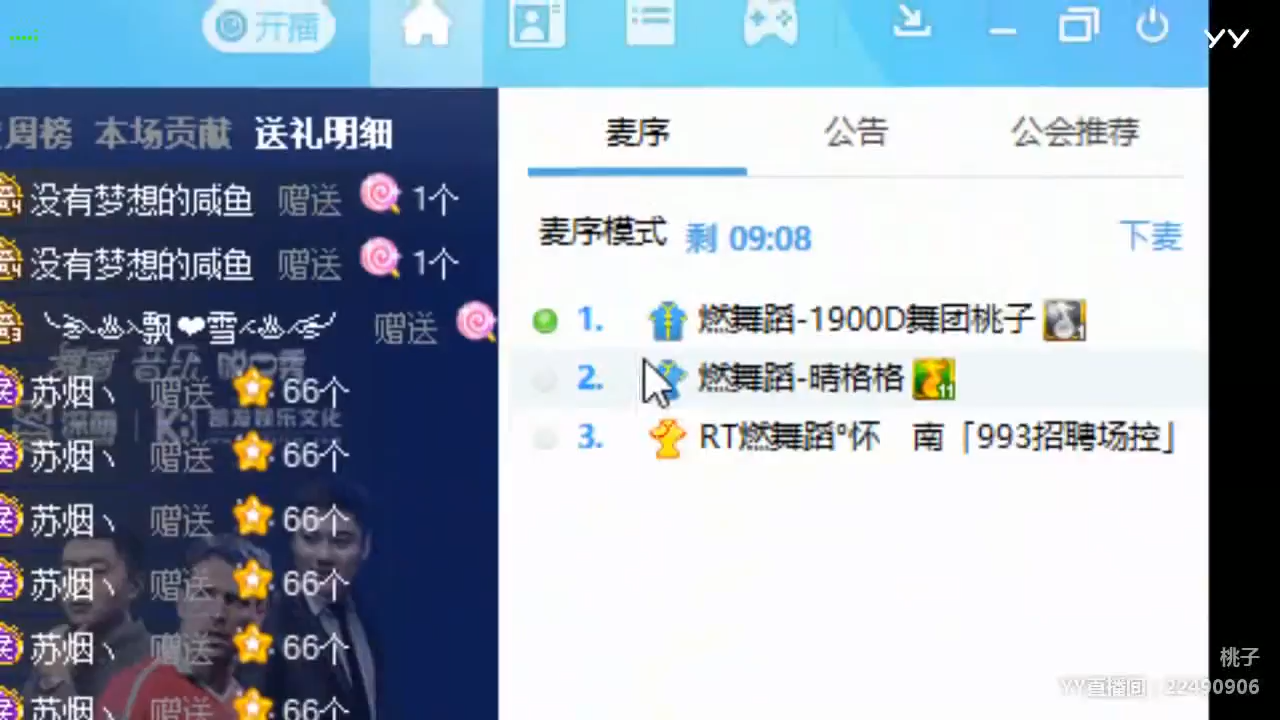 开播
YY
周榜 本场贡献 送礼明细
麦序 公告 公会推荐
没有梦想的咸鱼 赠送 1个
没有梦想的咸鱼 赠送 1个
飘❤雪 赠送
苏烟丶 赠送 66个
苏烟丶 赠送 66个
苏烟丶 赠送 66个
苏烟丶 赠送 66个
苏烟丶 赠送 66个
苏烟丶 赠送 66个
麦序模式 剩 09:08 下麦
1. 燃舞蹈-1900D舞团桃子
2. 燃舞蹈-晴格格 11
3. RT燃舞蹈°怀 南「993招聘场控」
桃子
YY直播间：22490906